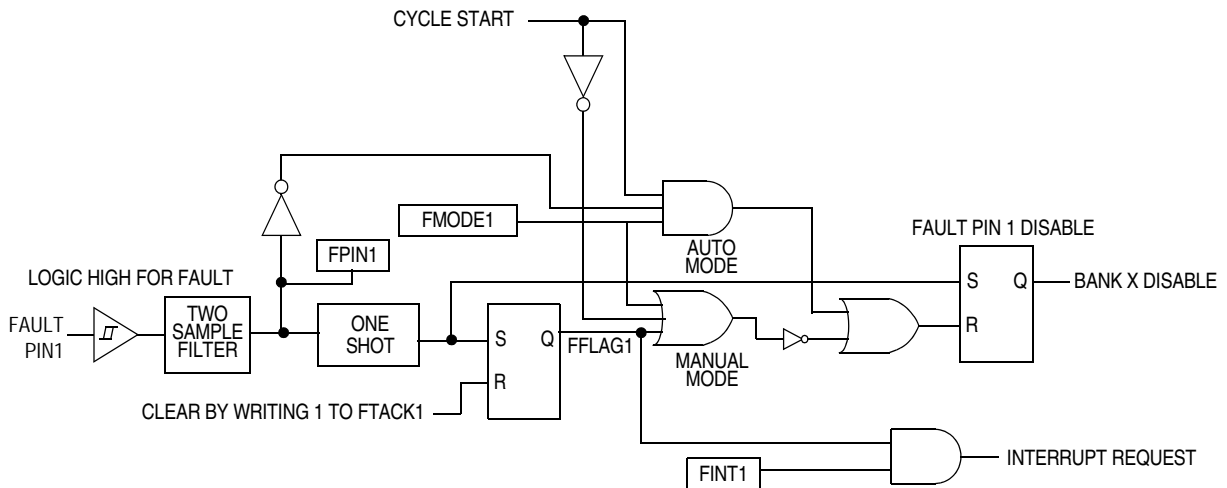 CYCLE START
FMODE1
AUTO
MODE
FAULT PIN 1 DISABLE
FPIN1
LOGIC HIGH FOR FAULT
S
Q
BANK X DISABLE
R
FAULT
PIN1
TWO
SAMPLE
FILTER
ONE
SHOT
S
Q
R
FFLAG1
MANUAL
MODE
CLEAR BY WRITING 1 TO FTACK1
FINT1
INTERRUPT REQUEST